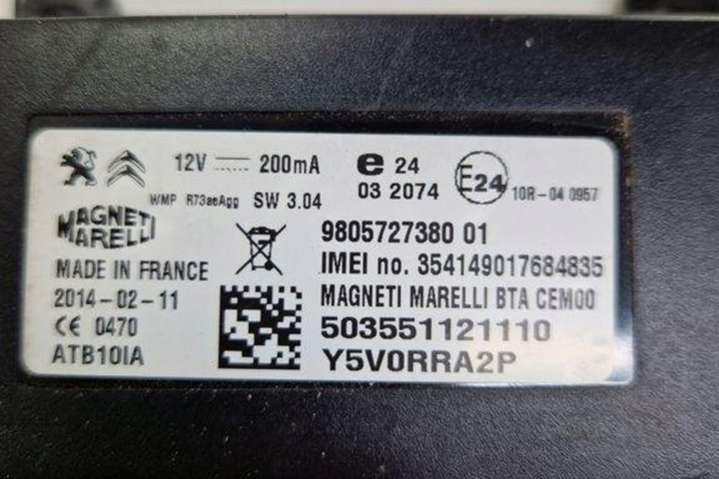 12V 200mA e 24
03 2074
E24
10R-04 0957
WMP R73aeAgg SW 3.04
MAGNETI
MARELLI
9805727380 01
MADE IN FRANCE
IMEI no. 354149017684835
2014-02-11
MAGNETI MARELLI BTA CEM00
CE 0470
503551121110
ATB10IA
Y5V0RRA2P